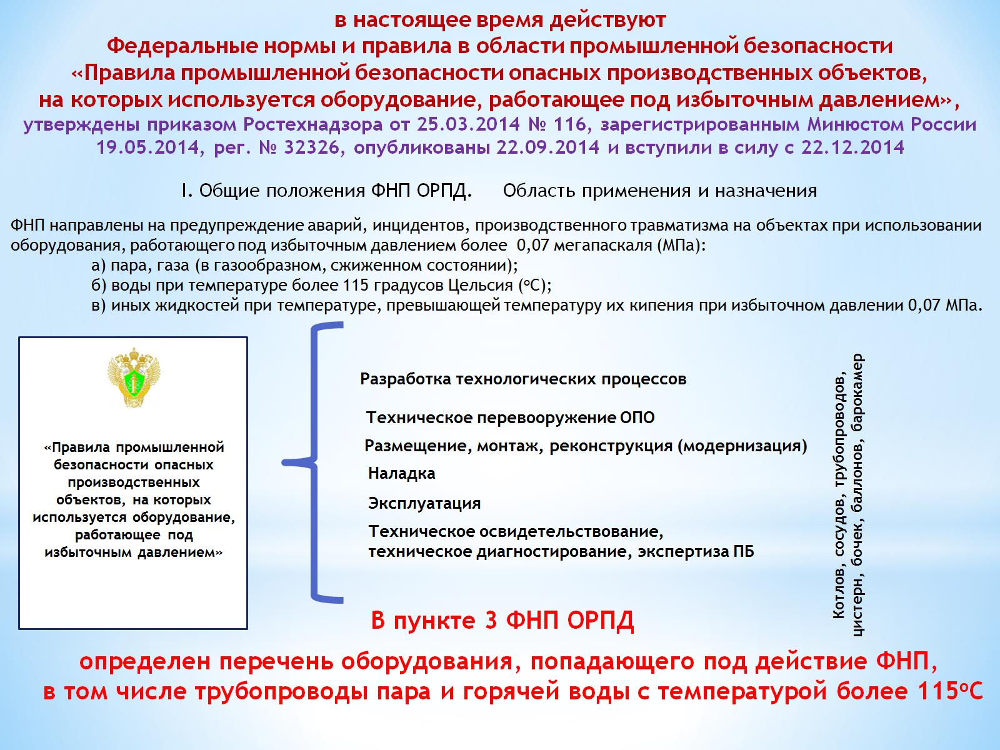 в настоящее время действуют
Федеральные нормы и правила в области промышленной безопасности
«Правила промышленной безопасности опасных производственных объектов,
на которых используется оборудование, работающее под избыточным давлением»,
утверждены приказом Ростехнадзора от 25.03.2014 № 116, зарегистрированным Минюстом России
19.05.2014, рег. № 32326, опубликованы 22.09.2014 и вступили в силу с 22.12.2014
I. Общие положения ФНП ОРПД. Область применения и назначения
ФНП направлены на предупреждение аварий, инцидентов, производственного травматизма на объектах при использовании
оборудования, работающего под избыточным давлением более 0,07 мегапаскаля (МПа):
а) пара, газа (в газообразном, сжиженном состоянии);
б) воды при температуре более 115 градусов Цельсия (ºС);
в) иных жидкостей при температуре, превышающей температуру их кипения при избыточном давлении 0,07 МПа.
«Правила промышленной
безопасности опасных
производственных
объектов, на которых
используется оборудование,
работающее под
избыточным давлением»
Разработка технологических процессов
Техническое перевооружение ОПО
Размещение, монтаж, реконструкция (модернизация)
Наладка
Эксплуатация
Техническое освидетельствование,
техническое диагностирование, экспертиза ПБ
Котлов, сосудов, трубопроводов,
цистерн, бочек, баллонов, барокамер
В пункте 3 ФНП ОРПД
определен перечень оборудования, попадающего под действие ФНП,
в том числе трубопроводы пара и горячей воды с температурой более 115ºС